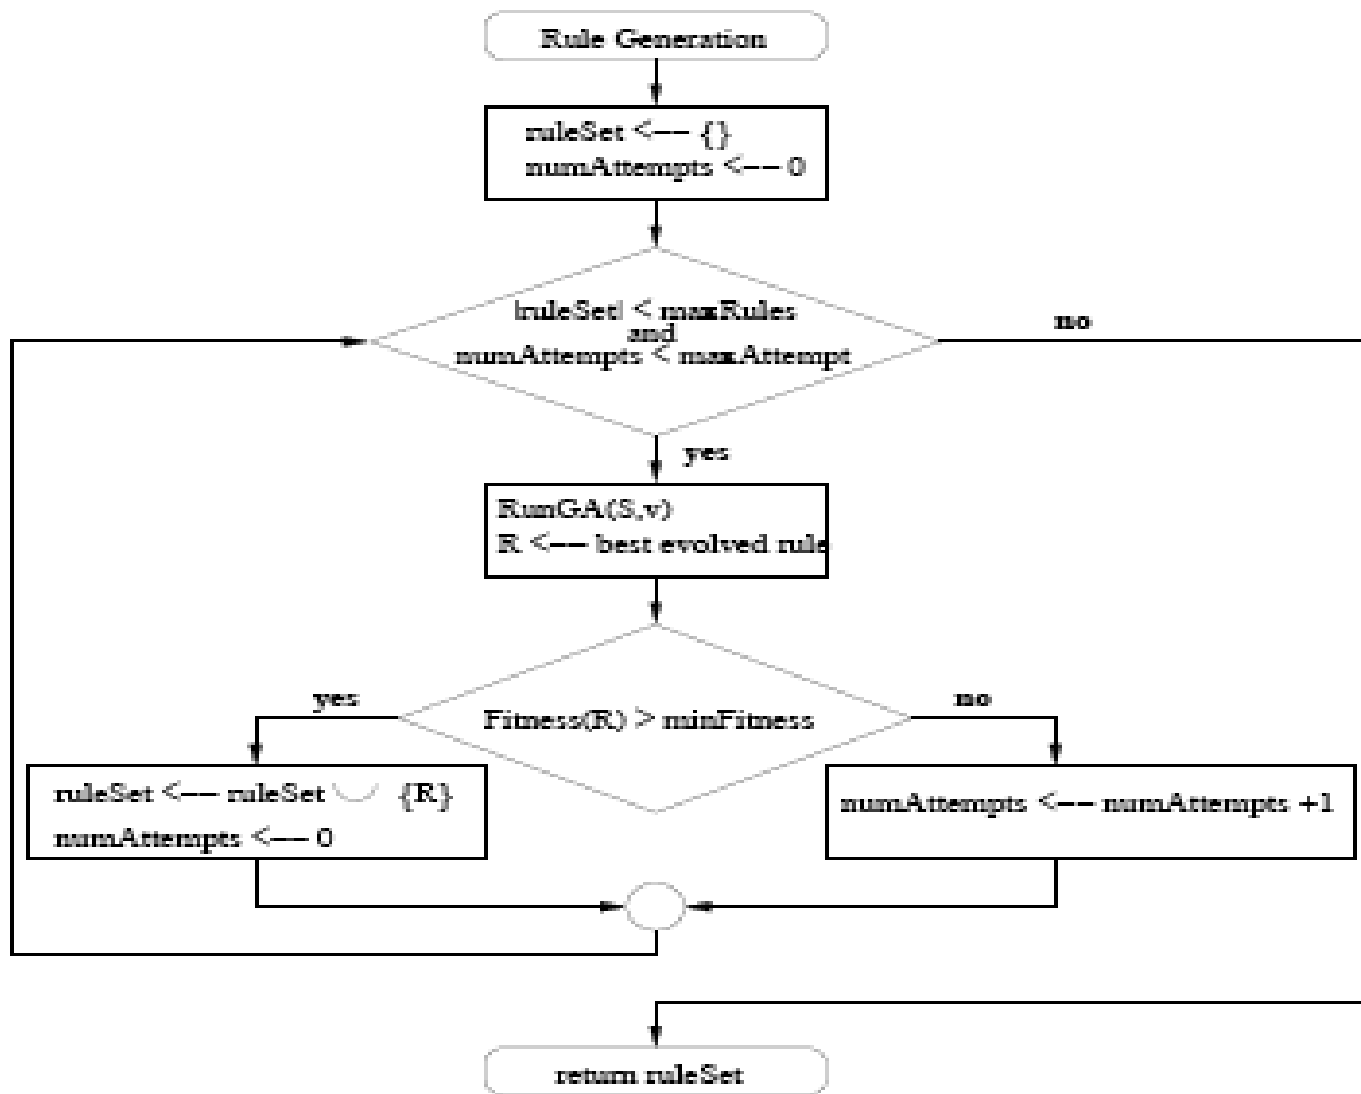 Rule Generation
ruleSet <-- {}
numAttempts <-- 0
|ruleSet| < maxRules
and
numAttempts < maxAttempt
no
yes
RunGA(S,v)
R <-- best evolved rule
yes
Fitness(R) > minFitness
no
ruleSet <-- ruleSet ∪ {R}
numAttempts <-- 0
numAttempts <-- numAttempts +1
return ruleSet